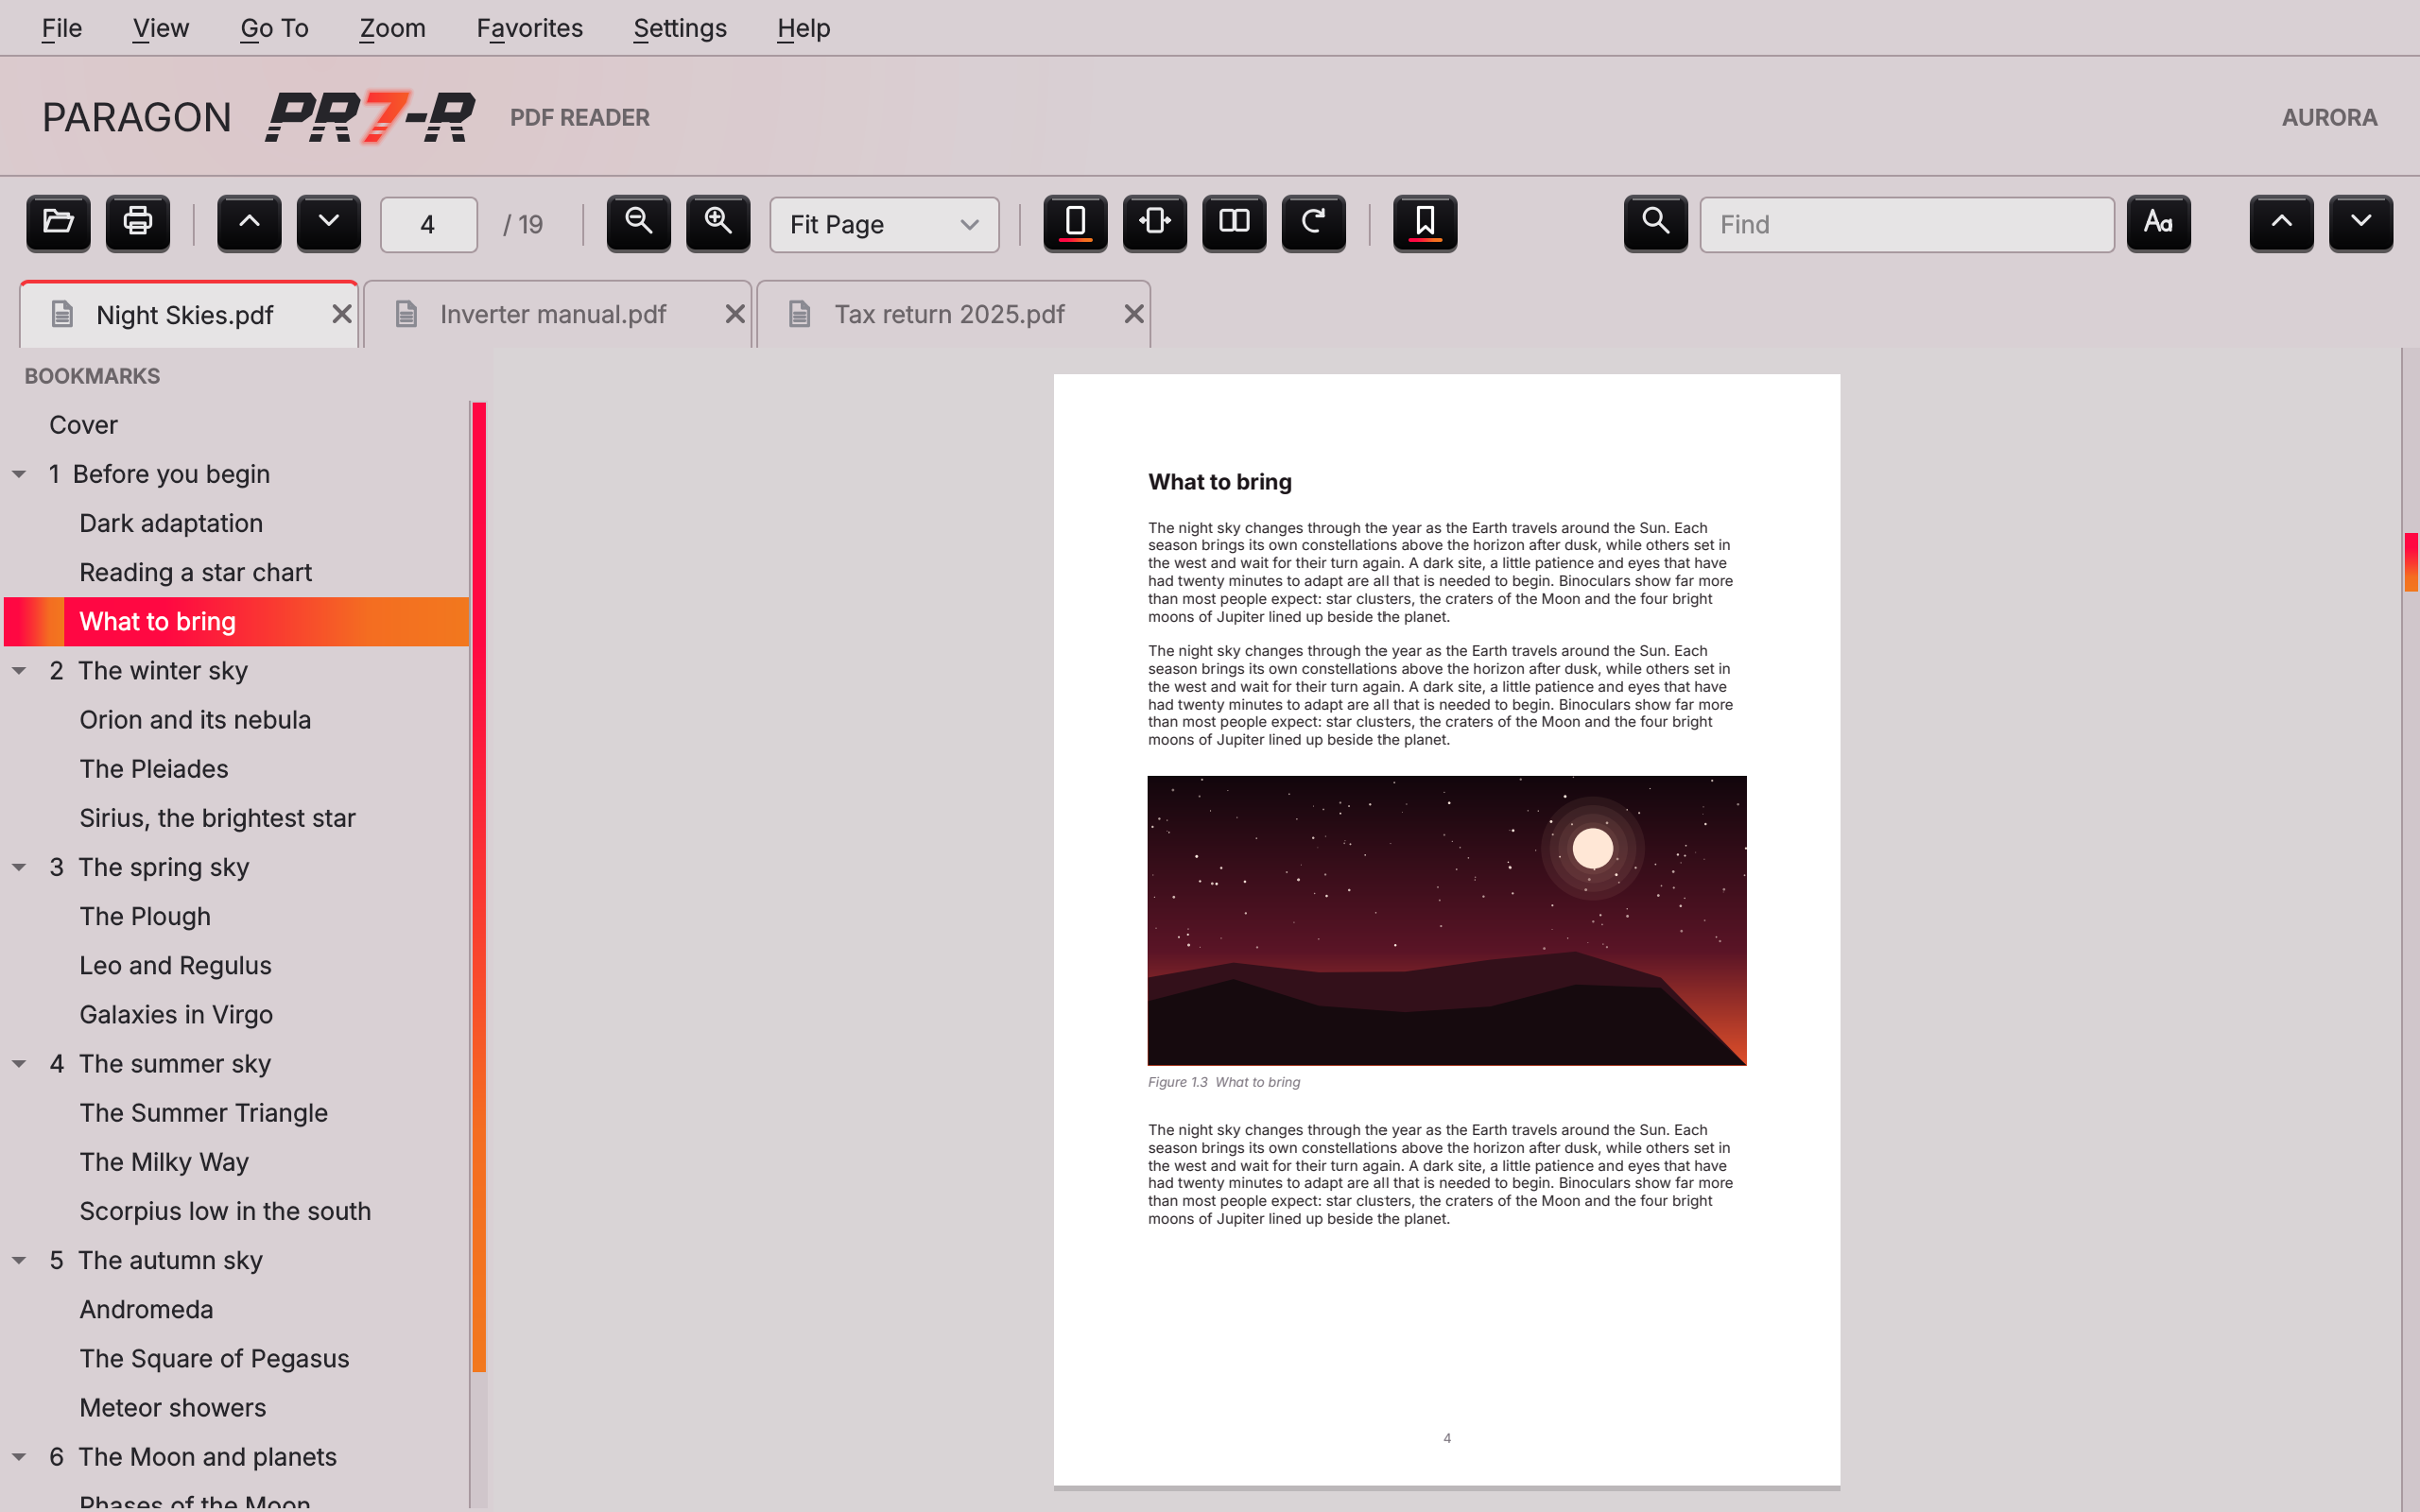 File View Go To Zoom Favorites Settings Help
PARAGON PR7-R PDF READER AURORA
4 / 19 Fit Page Find Aa
Night Skies.pdf Inverter manual.pdf Tax return 2025.pdf
BOOKMARKS
Cover
1 Before you begin
Dark adaptation
Reading a star chart
What to bring
2 The winter sky
Orion and its nebula
The Pleiades
Sirius, the brightest star
3 The spring sky
The Plough
Leo and Regulus
Galaxies in Virgo
4 The summer sky
The Summer Triangle
The Milky Way
Scorpius low in the south
5 The autumn sky
Andromeda
The Square of Pegasus
Meteor showers
6 The Moon and planets
Phases of the Moon
What to bring
The night sky changes through the year as the Earth travels around the Sun. Each
season brings its own constellations above the horizon after dusk, while others set in
the west and wait for their turn again. A dark site, a little patience and eyes that have
had twenty minutes to adapt are all that is needed to begin. Binoculars show far more
than most people expect: star clusters, the craters of the Moon and the four bright
moons of Jupiter lined up beside the planet.
The night sky changes through the year as the Earth travels around the Sun. Each
season brings its own constellations above the horizon after dusk, while others set in
the west and wait for their turn again. A dark site, a little patience and eyes that have
had twenty minutes to adapt are all that is needed to begin. Binoculars show far more
than most people expect: star clusters, the craters of the Moon and the four bright
moons of Jupiter lined up beside the planet.
Figure 1.3 What to bring
The night sky changes through the year as the Earth travels around the Sun. Each
season brings its own constellations above the horizon after dusk, while others set in
the west and wait for their turn again. A dark site, a little patience and eyes that have
had twenty minutes to adapt are all that is needed to begin. Binoculars show far more
than most people expect: star clusters, the craters of the Moon and the four bright
moons of Jupiter lined up beside the planet.
4